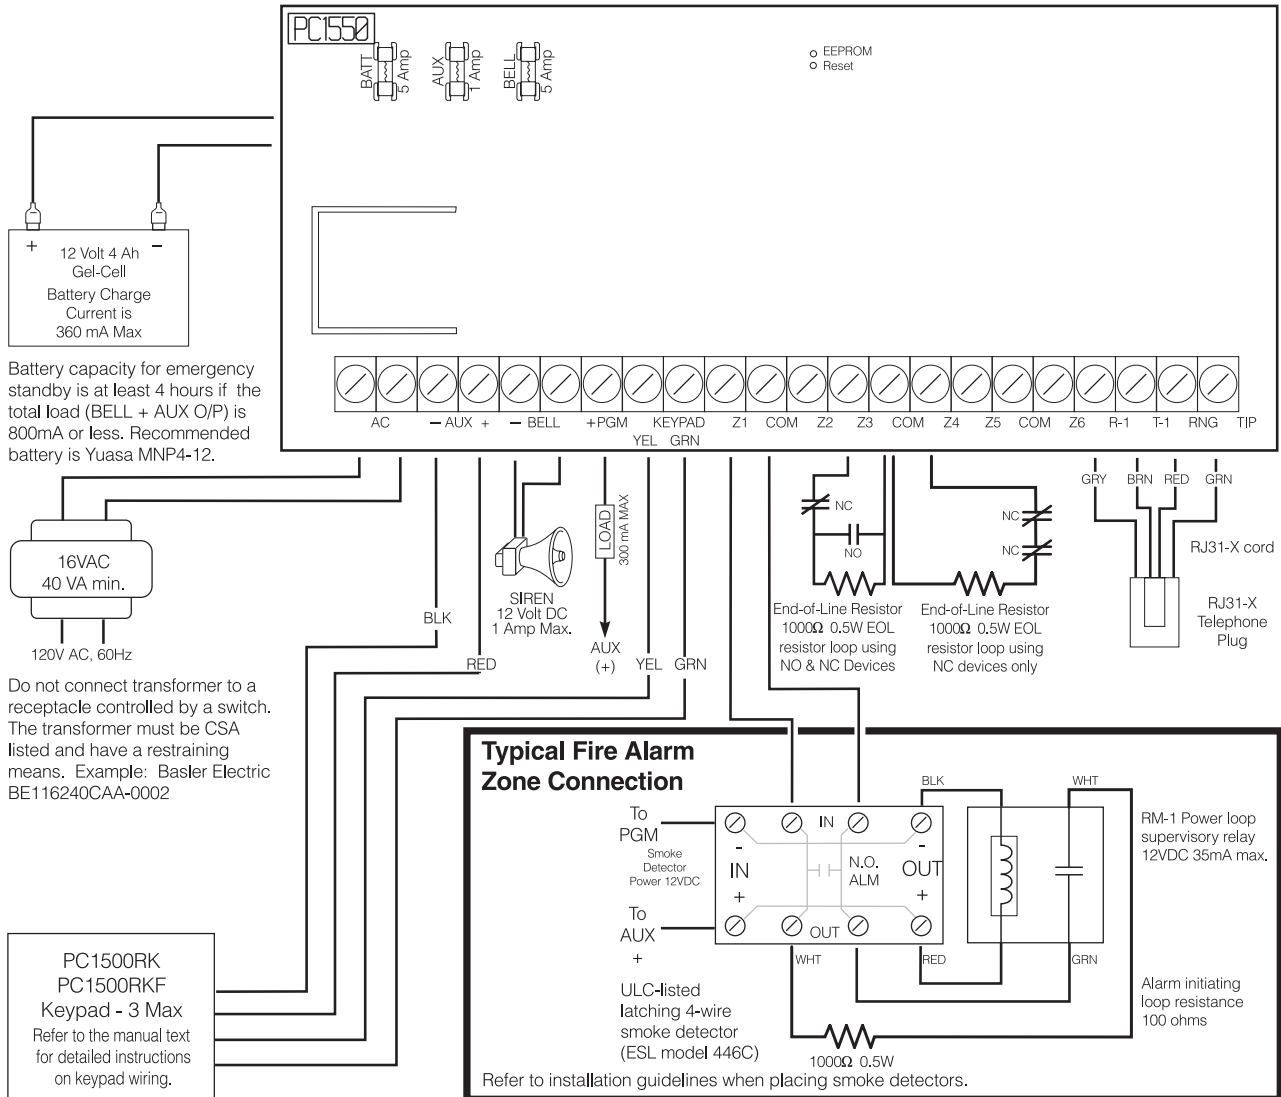 PC1550
BATT
5 Amp
AUX
1 Amp
BELL
5 Amp
EEPROM
Reset
+ −
12 Volt 4 Ah
Gel-Cell
Battery Charge
Current is
360 mA Max
Battery capacity for emergency
standby is at least 4 hours if the
total load (BELL + AUX O/P) is
800mA or less. Recommended
battery is Yuasa MNP4-12.
AC − AUX + − BELL +PGM KEYPAD Z1 COM Z2 Z3 COM Z4 Z5 COM Z6 R-1 T-1 RNG TIP
YEL GRN
16VAC
40 VA min.
120V AC, 60Hz
Do not connect transformer to a
receptacle controlled by a switch.
The transformer must be CSA
listed and have a restraining
means. Example: Basler Electric
BE116240CAA-0002
BLK
RED
SIREN
12 Volt DC
1 Amp Max.
LOAD
300 mA MAX
AUX
(+)
YEL GRN
NC
NO
End-of-Line Resistor
1000Ω 0.5W EOL
resistor loop using
NO & NC Devices
NC
NC
End-of-Line Resistor
1000Ω 0.5W EOL
resistor loop using
NC devices only
GRY BRN RED GRN
RJ31-X cord
RJ31-X
Telephone
Plug
PC1500RK
PC1500RKF
Keypad - 3 Max
Refer to the manual text
for detailed instructions
on keypad wiring.
Typical Fire Alarm
Zone Connection
To
PGM
-
Smoke
Detector
Power 12VDC
To
AUX
+
IN
-
IN
+
N.O.
ALM
-
OUT
+
OUT
BLK
WHT
WHT
RED
GRN
RM-1 Power loop
supervisory relay
12VDC 35mA max.
Alarm initiating
loop resistance
100 ohms
ULC-listed
latching 4-wire
smoke detector
(ESL model 446C)
1000Ω 0.5W
Refer to installation guidelines when placing smoke detectors.